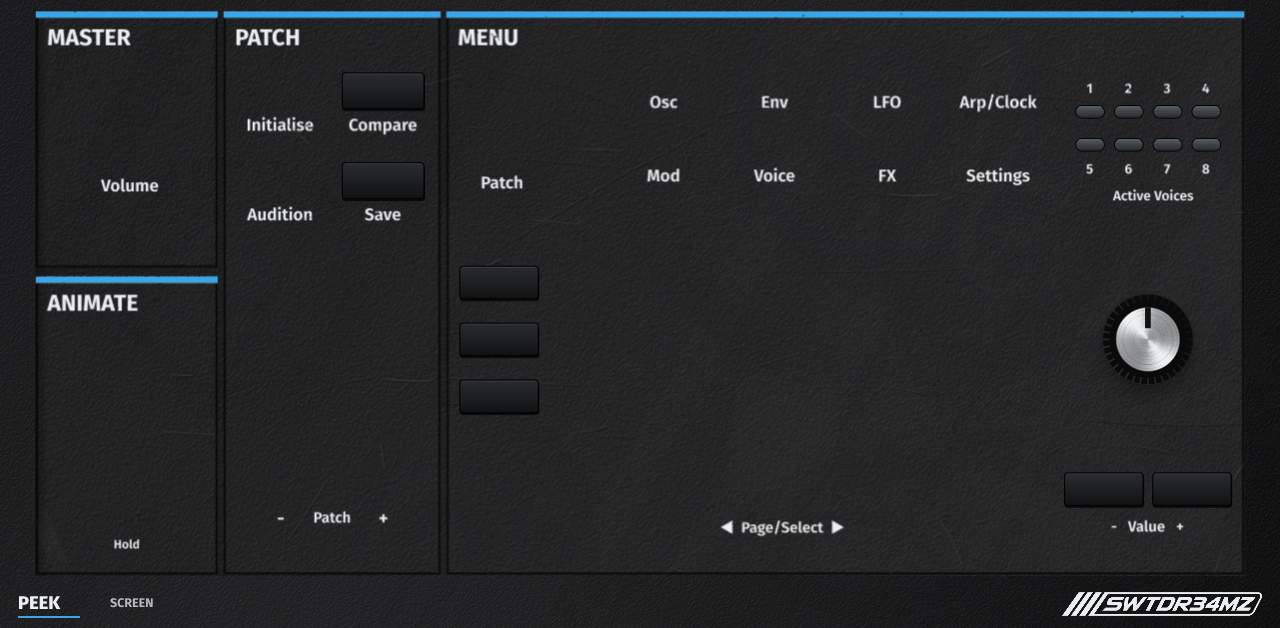 MASTER
Volume
PATCH
Initialise
Compare
Audition
Save
- Patch +
ANIMATE
Hold
MENU
Patch
Osc
Env
LFO
Arp/Clock
Mod
Voice
FX
Settings
1 2 3 4
5 6 7 8
Active Voices
◀ Page/Select ▶
- Value +
PEEK
SCREEN
SWTDR34MZ